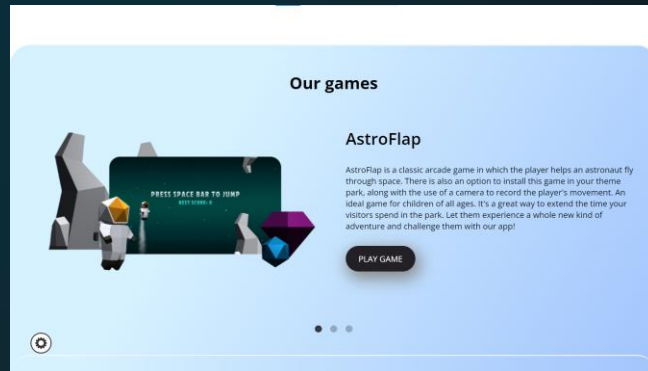 Our games
AstroFlap
PRESS SPACE BAR TO JUMP
BEST SCORE: 0
AstroFlap is a classic arcade game in which the player helps an astronaut fly
through space. There is also an option to install this game in your theme
park, along with the use of a camera to record the player's movement. An
ideal game for children of all ages. It's a great way to extend the time your
visitors spend in the park. Let them experience a whole new kind of
adventure and challenge them with our app!
PLAY GAME